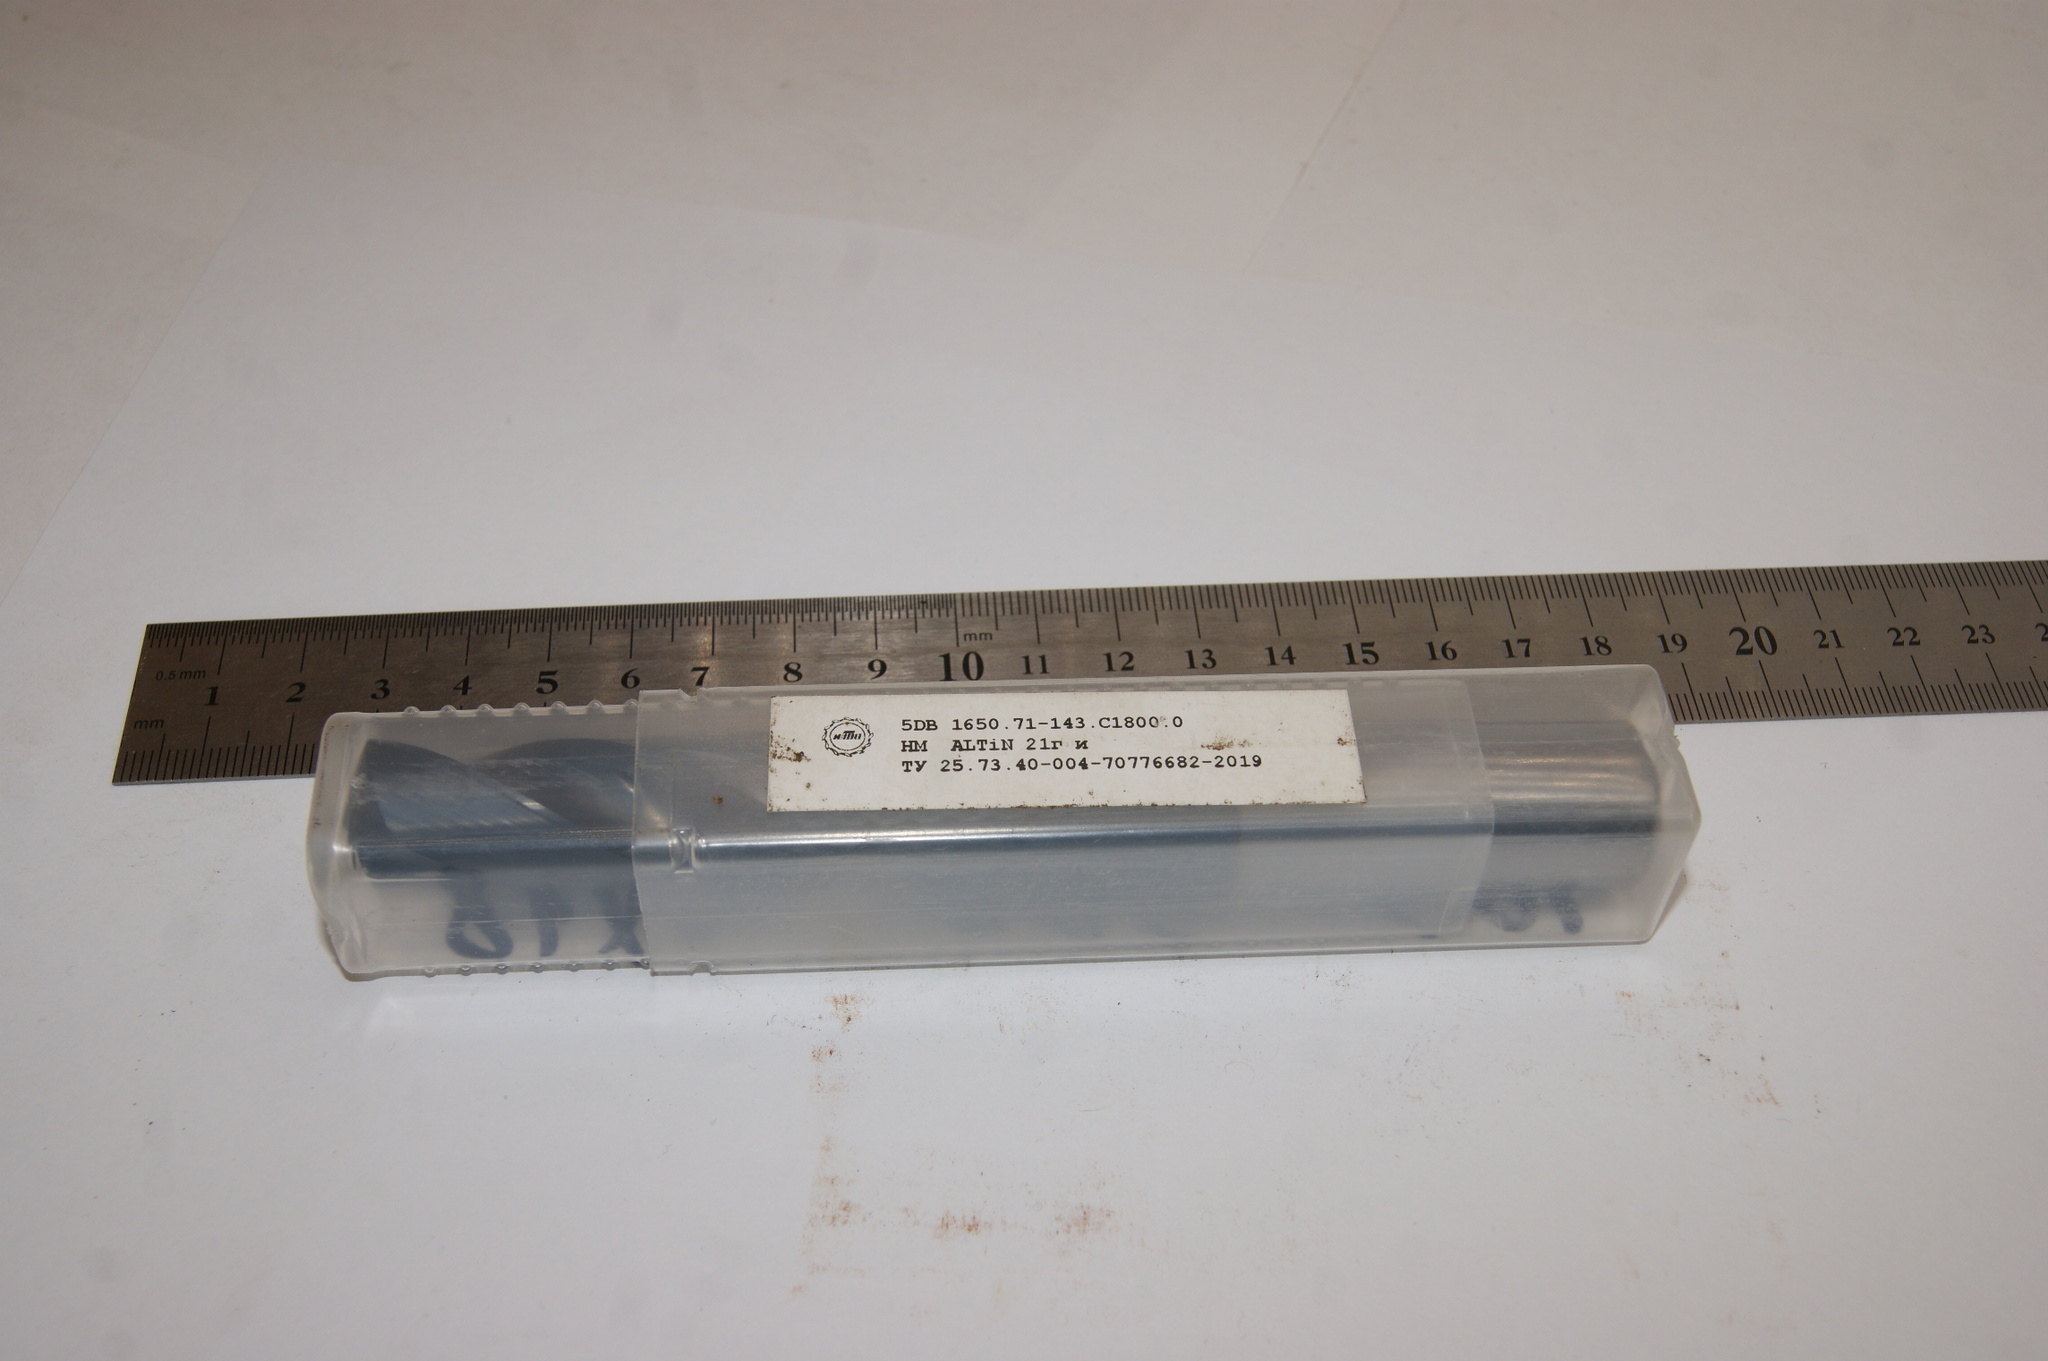 0.5mm
mm
1 2 3 4 5 6 7 8 9 10 11 12 13 14 15 16 17 18 19 20 21 22 23
mm
5DB 1650.71-143.C1800.0
HM ALTiN 21г и
ТУ 25.73.40-004-70776682-2019